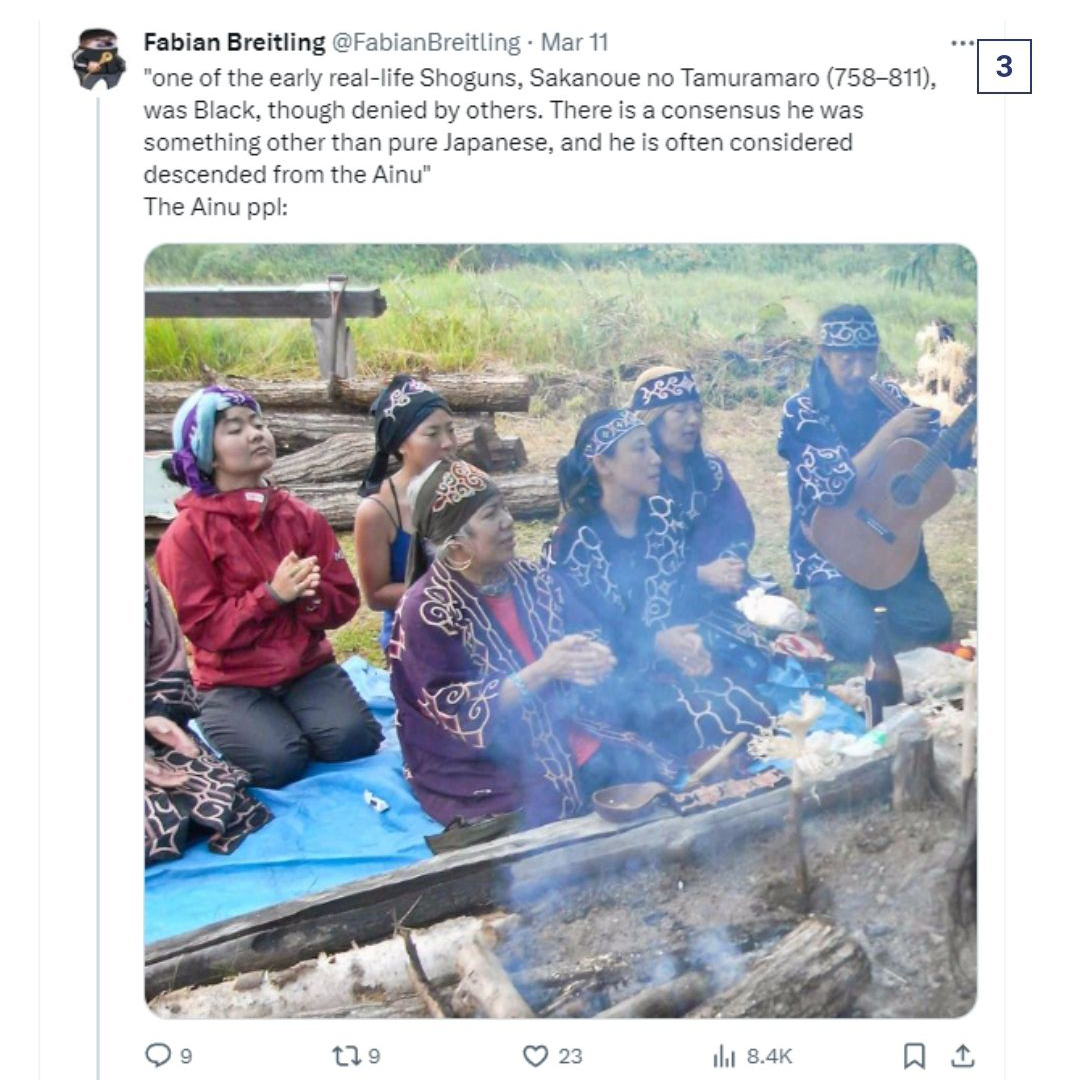 Fabian Breitling @FabianBreitling · Mar 11
3
"one of the early real-life Shoguns, Sakanoue no Tamuramaro (758–811),
was Black, though denied by others. There is a consensus he was
something other than pure Japanese, and he is often considered
descended from the Ainu"
The Ainu ppl:
9 9 23 8.4K